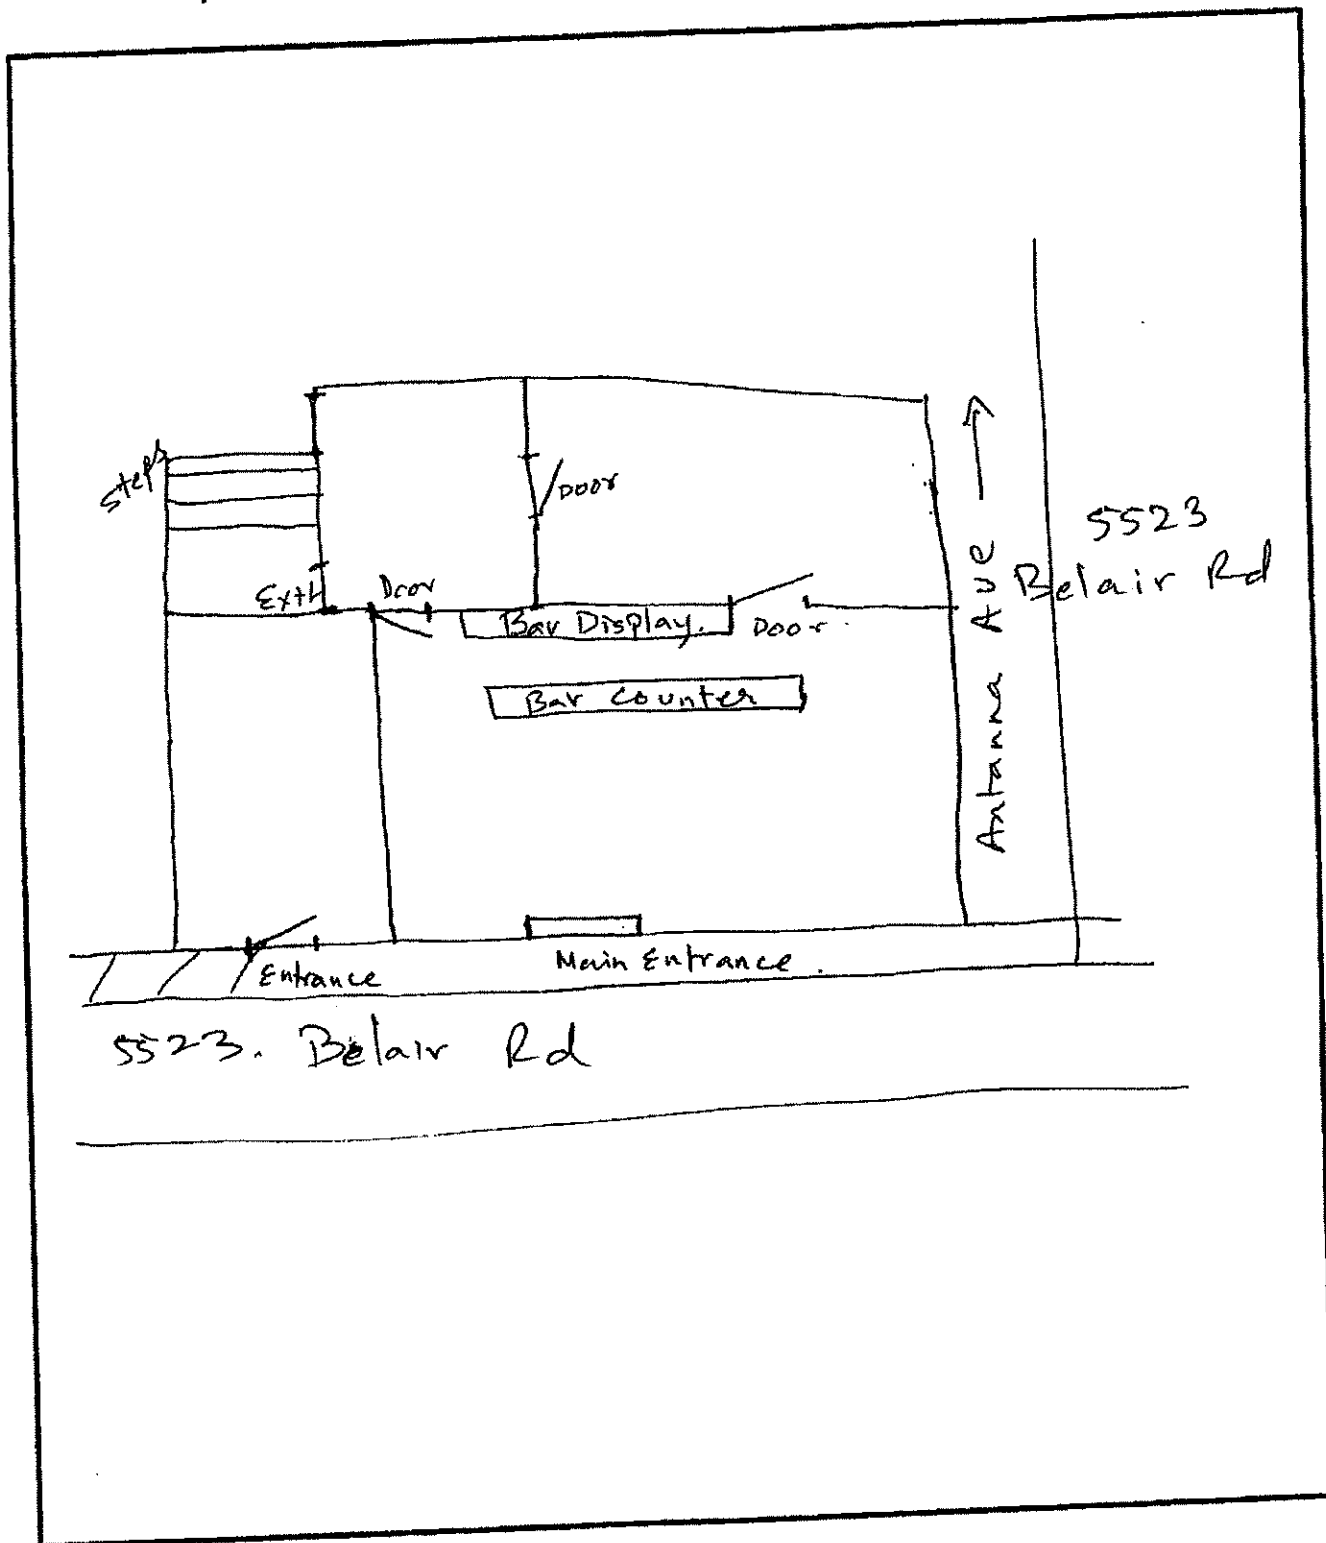 Steps
Door
Exit
Door
Bar Display.
Door.
Bar Counter
Antanna Ave
5523
Belair Rd
Entrance
Main Entrance.
5523. Belair Rd